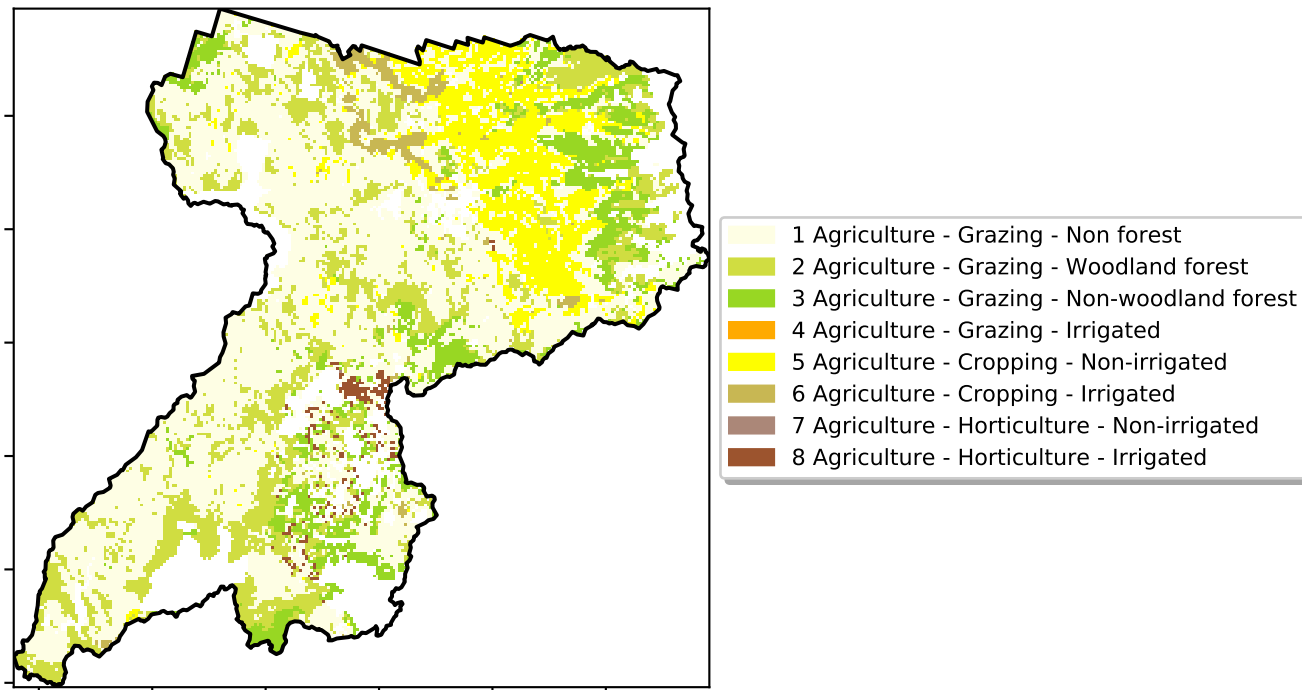 1 Agriculture - Grazing - Non forest
2 Agriculture - Grazing - Woodland forest
3 Agriculture - Grazing - Non-woodland forest
4 Agriculture - Grazing - Irrigated
5 Agriculture - Cropping - Non-irrigated
6 Agriculture - Cropping - Irrigated
7 Agriculture - Horticulture - Non-irrigated
8 Agriculture - Horticulture - Irrigated